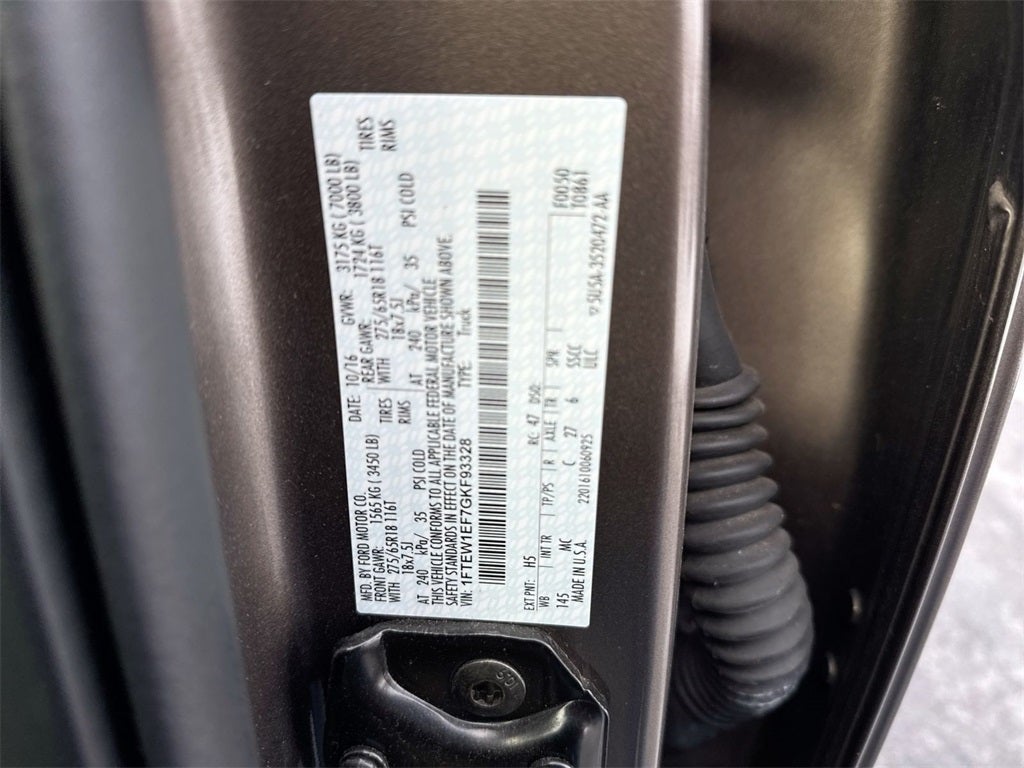 MFD. BY FORD MOTOR CO. DATE: 10/16 GVWR: 3175 KG ( 7000 LB)
FRONT GAWR: 1565 KG ( 3450 LB) REAR GAWR: 1724 KG ( 3800 LB)
WITH 275/65R18 116T TIRES WITH 275/65R18 116T TIRES
18x7.5J RIMS 18x7.5J RIMS
AT 240 kPa/ 35 PSI COLD AT 240 kPa/ 35 PSI COLD
THIS VEHICLE CONFORMS TO ALL APPLICABLE FEDERAL MOTOR VEHICLE
SAFETY STANDARDS IN EFFECT ON THE DATE OF MANUFACTURE SHOWN ABOVE.
VIN: 1FTEW1EF7GKF93328 TYPE: Truck
F0050
T0861
EXT PNT: H5 RC: 47 DSO:
WB INT TR TP/PS R AXLE TR SPR
145 MC C 27 6 SSCC
MADE IN U.S.A. 2201610060925 ULC
5U5A-3520472-AA